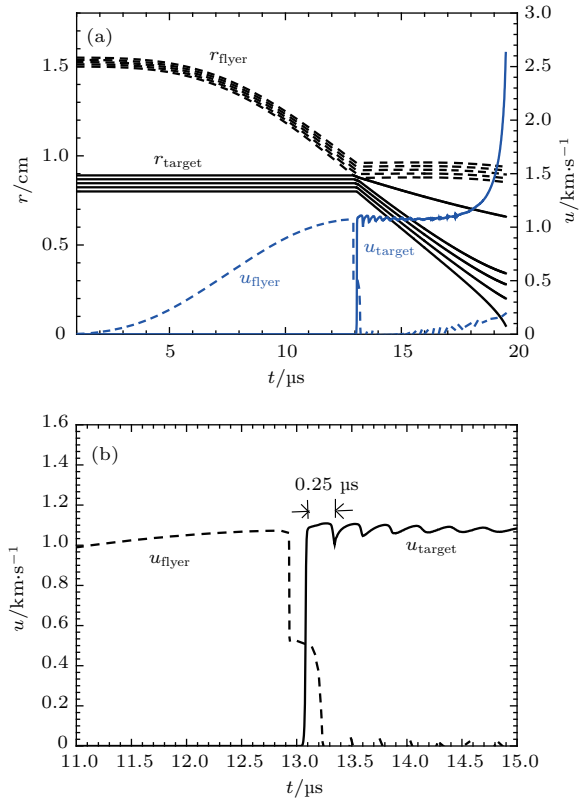 (a)
3.0
1.5
r_flyer
2.5
2.0
1.0
r_target
1.5
r/cm
u/km·s⁻¹
1.0
0.5
u_flyer
u_target
0.5
0
0
5
10
15
20
t/µs
1.6
(b)
1.4
0.25 µs
1.2
1.0
u_flyer
u_target
0.8
u/km·s⁻¹
0.6
0.4
0.2
0
11.0
11.5
12.0
12.5
13.0
13.5
14.0
14.5
15.0
t/µs